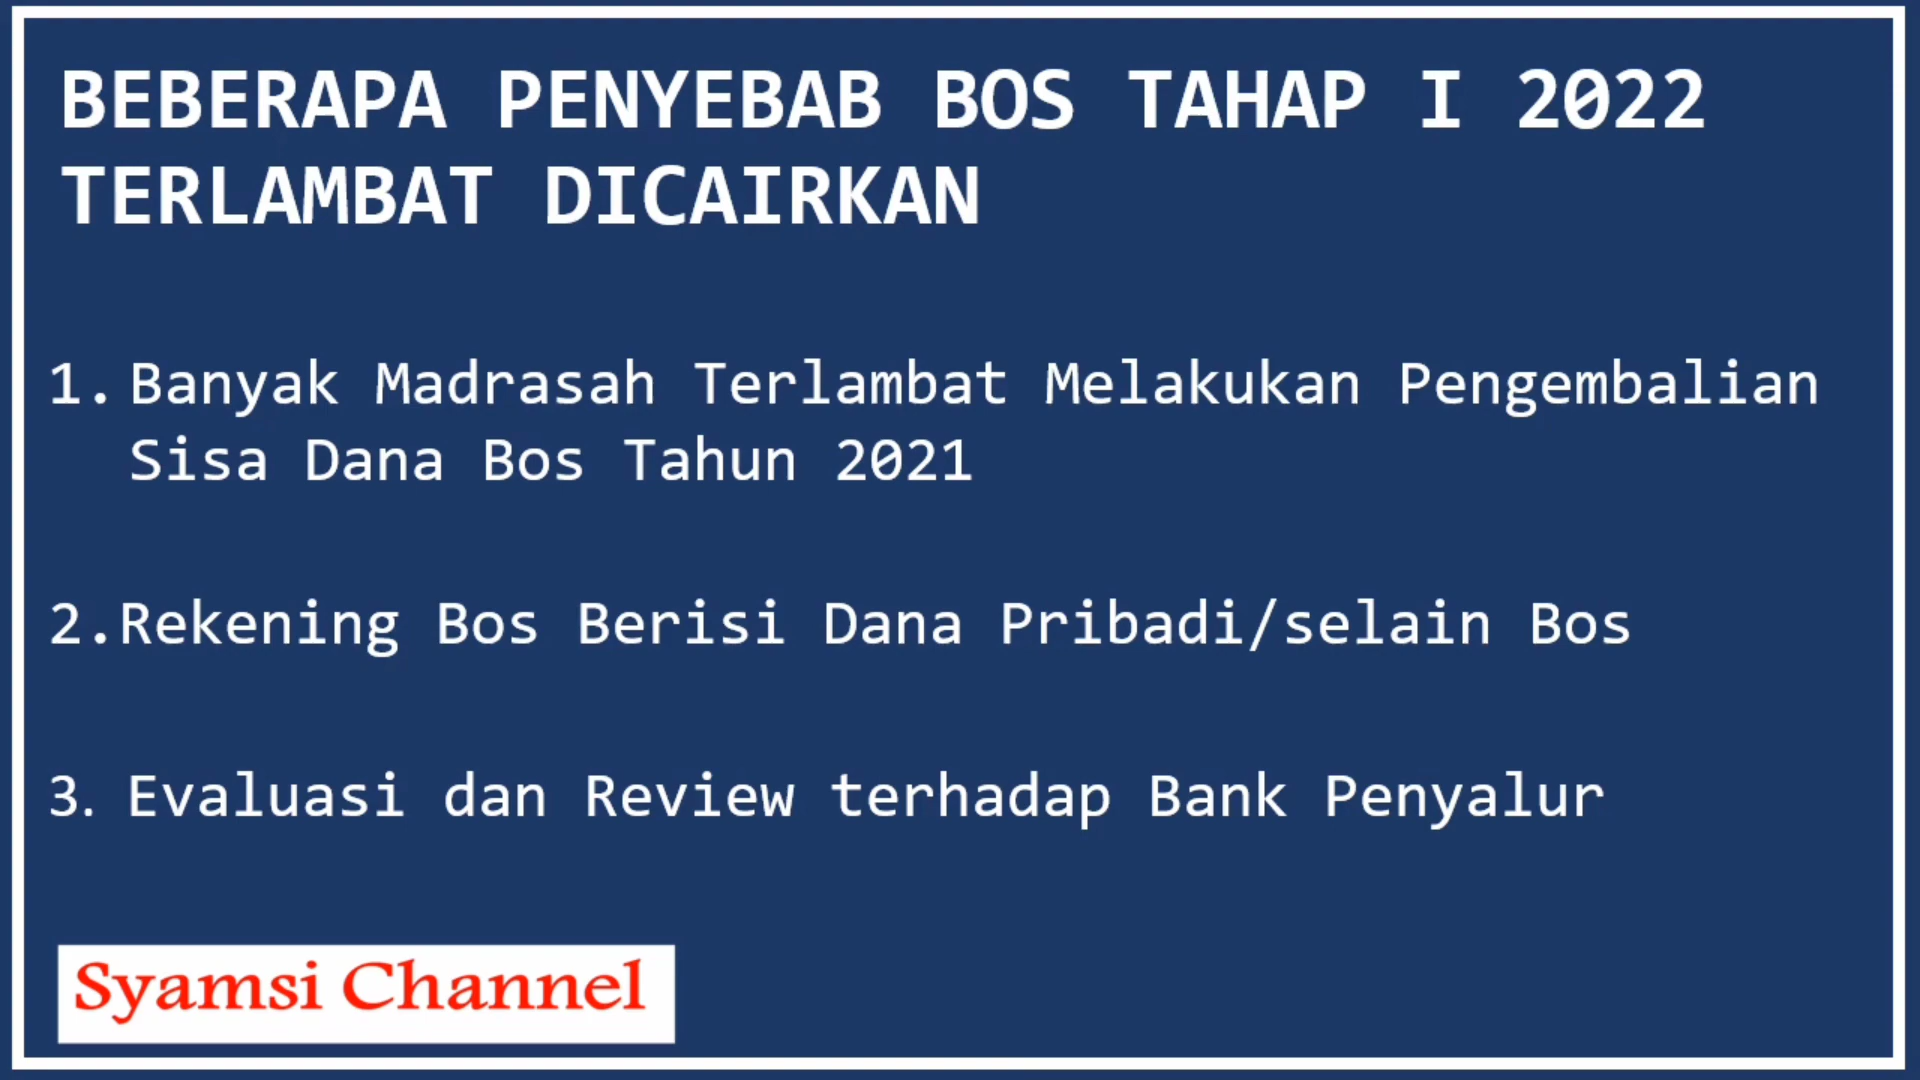 BEBERAPA PENYEBAB BOS TAHAP I 2022
TERLAMBAT DICAIRKAN
1. Banyak Madrasah Terlambat Melakukan Pengembalian
Sisa Dana Bos Tahun 2021
2.Rekening Bos Berisi Dana Pribadi/selain Bos
3. Evaluasi dan Review terhadap Bank Penyalur
Syamsi Channel